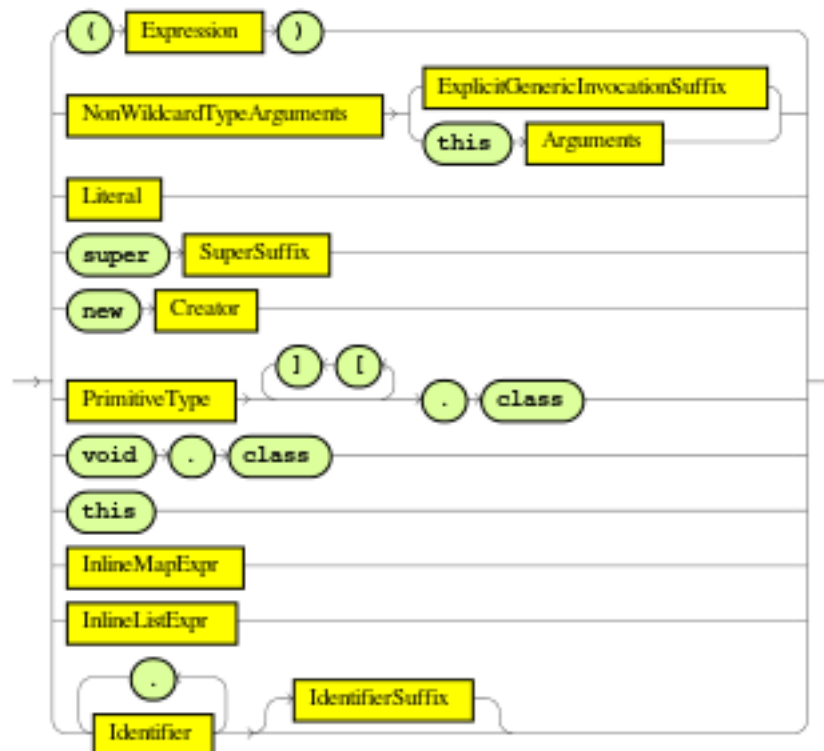 ( Expression )
ExplicitGenericInvocationSuffix
NonWildcardTypeArguments
this Arguments
Literal
super SuperSuffix
new Creator
] [
PrimitiveType . class
void . class
this
InlineMapExpr
InlineListExpr
.
IdentifierSuffix
Identifier